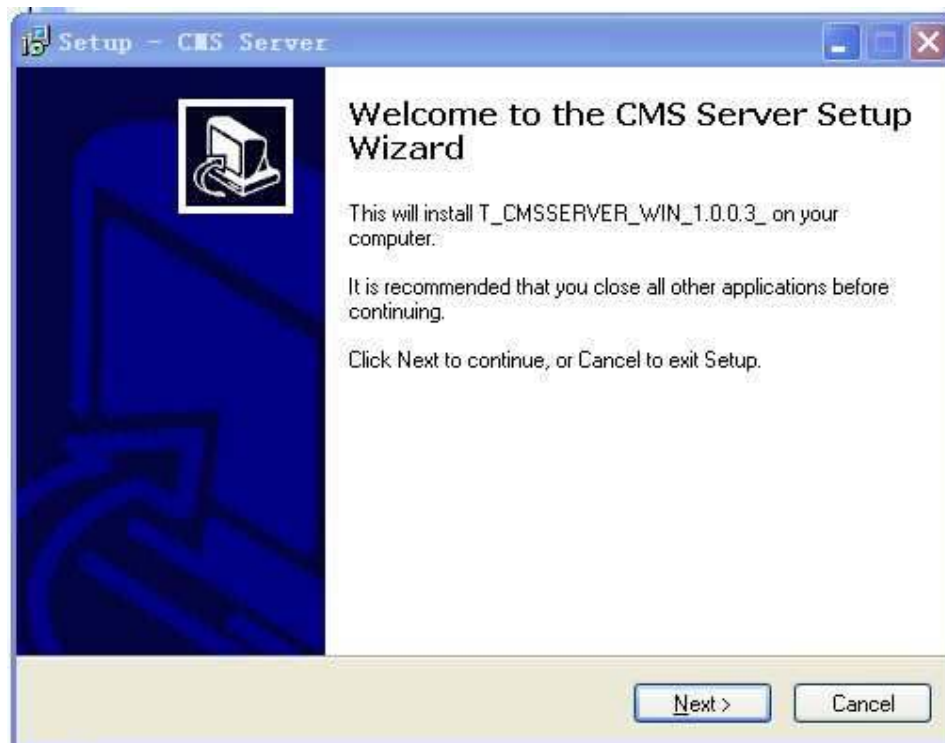 Setup - CMS Server
Welcome to the CMS Server Setup
Wizard
This will install T_CMSSERVER_WIN_1.0.0.3_ on your
computer.
It is recommended that you close all other applications before
continuing.
Click Next to continue, or Cancel to exit Setup.
Next >
Cancel